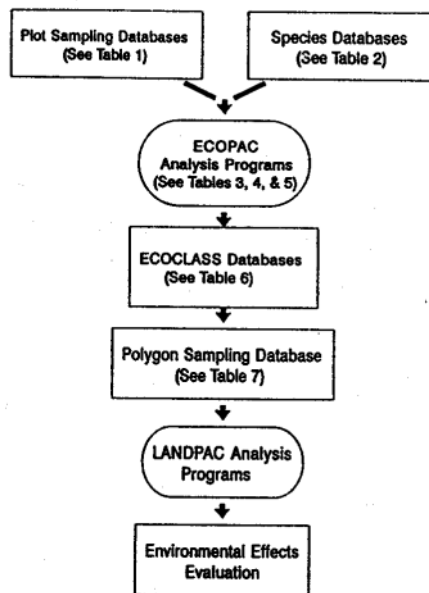 Plot Sampling Databases
(See Table 1)
Species Databases
(See Table 2)
ECOPAC
Analysis Programs
(See Tables 3, 4, & 5)
ECOCLASS Databases
(See Table 6)
Polygon Sampling Database
(See Table 7)
LANDPAC Analysis
Programs
Environmental Effects
Evaluation